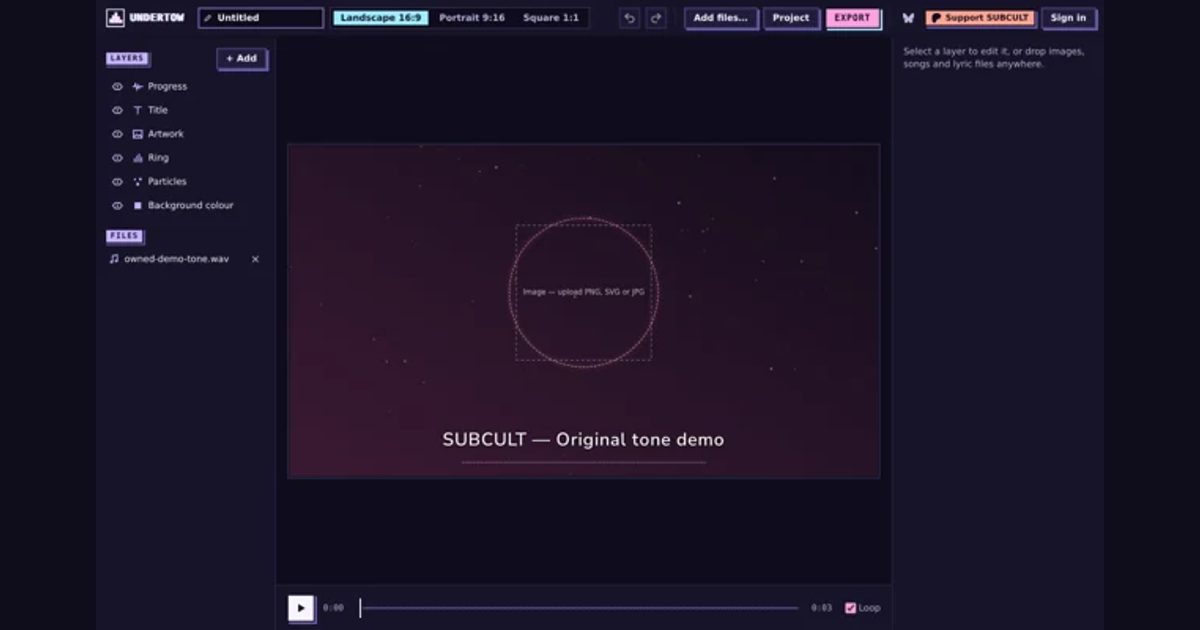 UNDERTOW
Untitled
Landscape 16:9
Portrait 9:16
Square 1:1
Add files...
Project
EXPORT
Support SUBCULT
Sign in
LAYERS
+ Add
Progress
Title
Artwork
Ring
Particles
Background colour
FILES
owned-demo-tone.wav
Image — upload PNG, SVG or JPG
SUBCULT — Original tone demo
0:00
0:03
Loop
Select a layer to edit it, or drop images,
songs and lyric files anywhere.